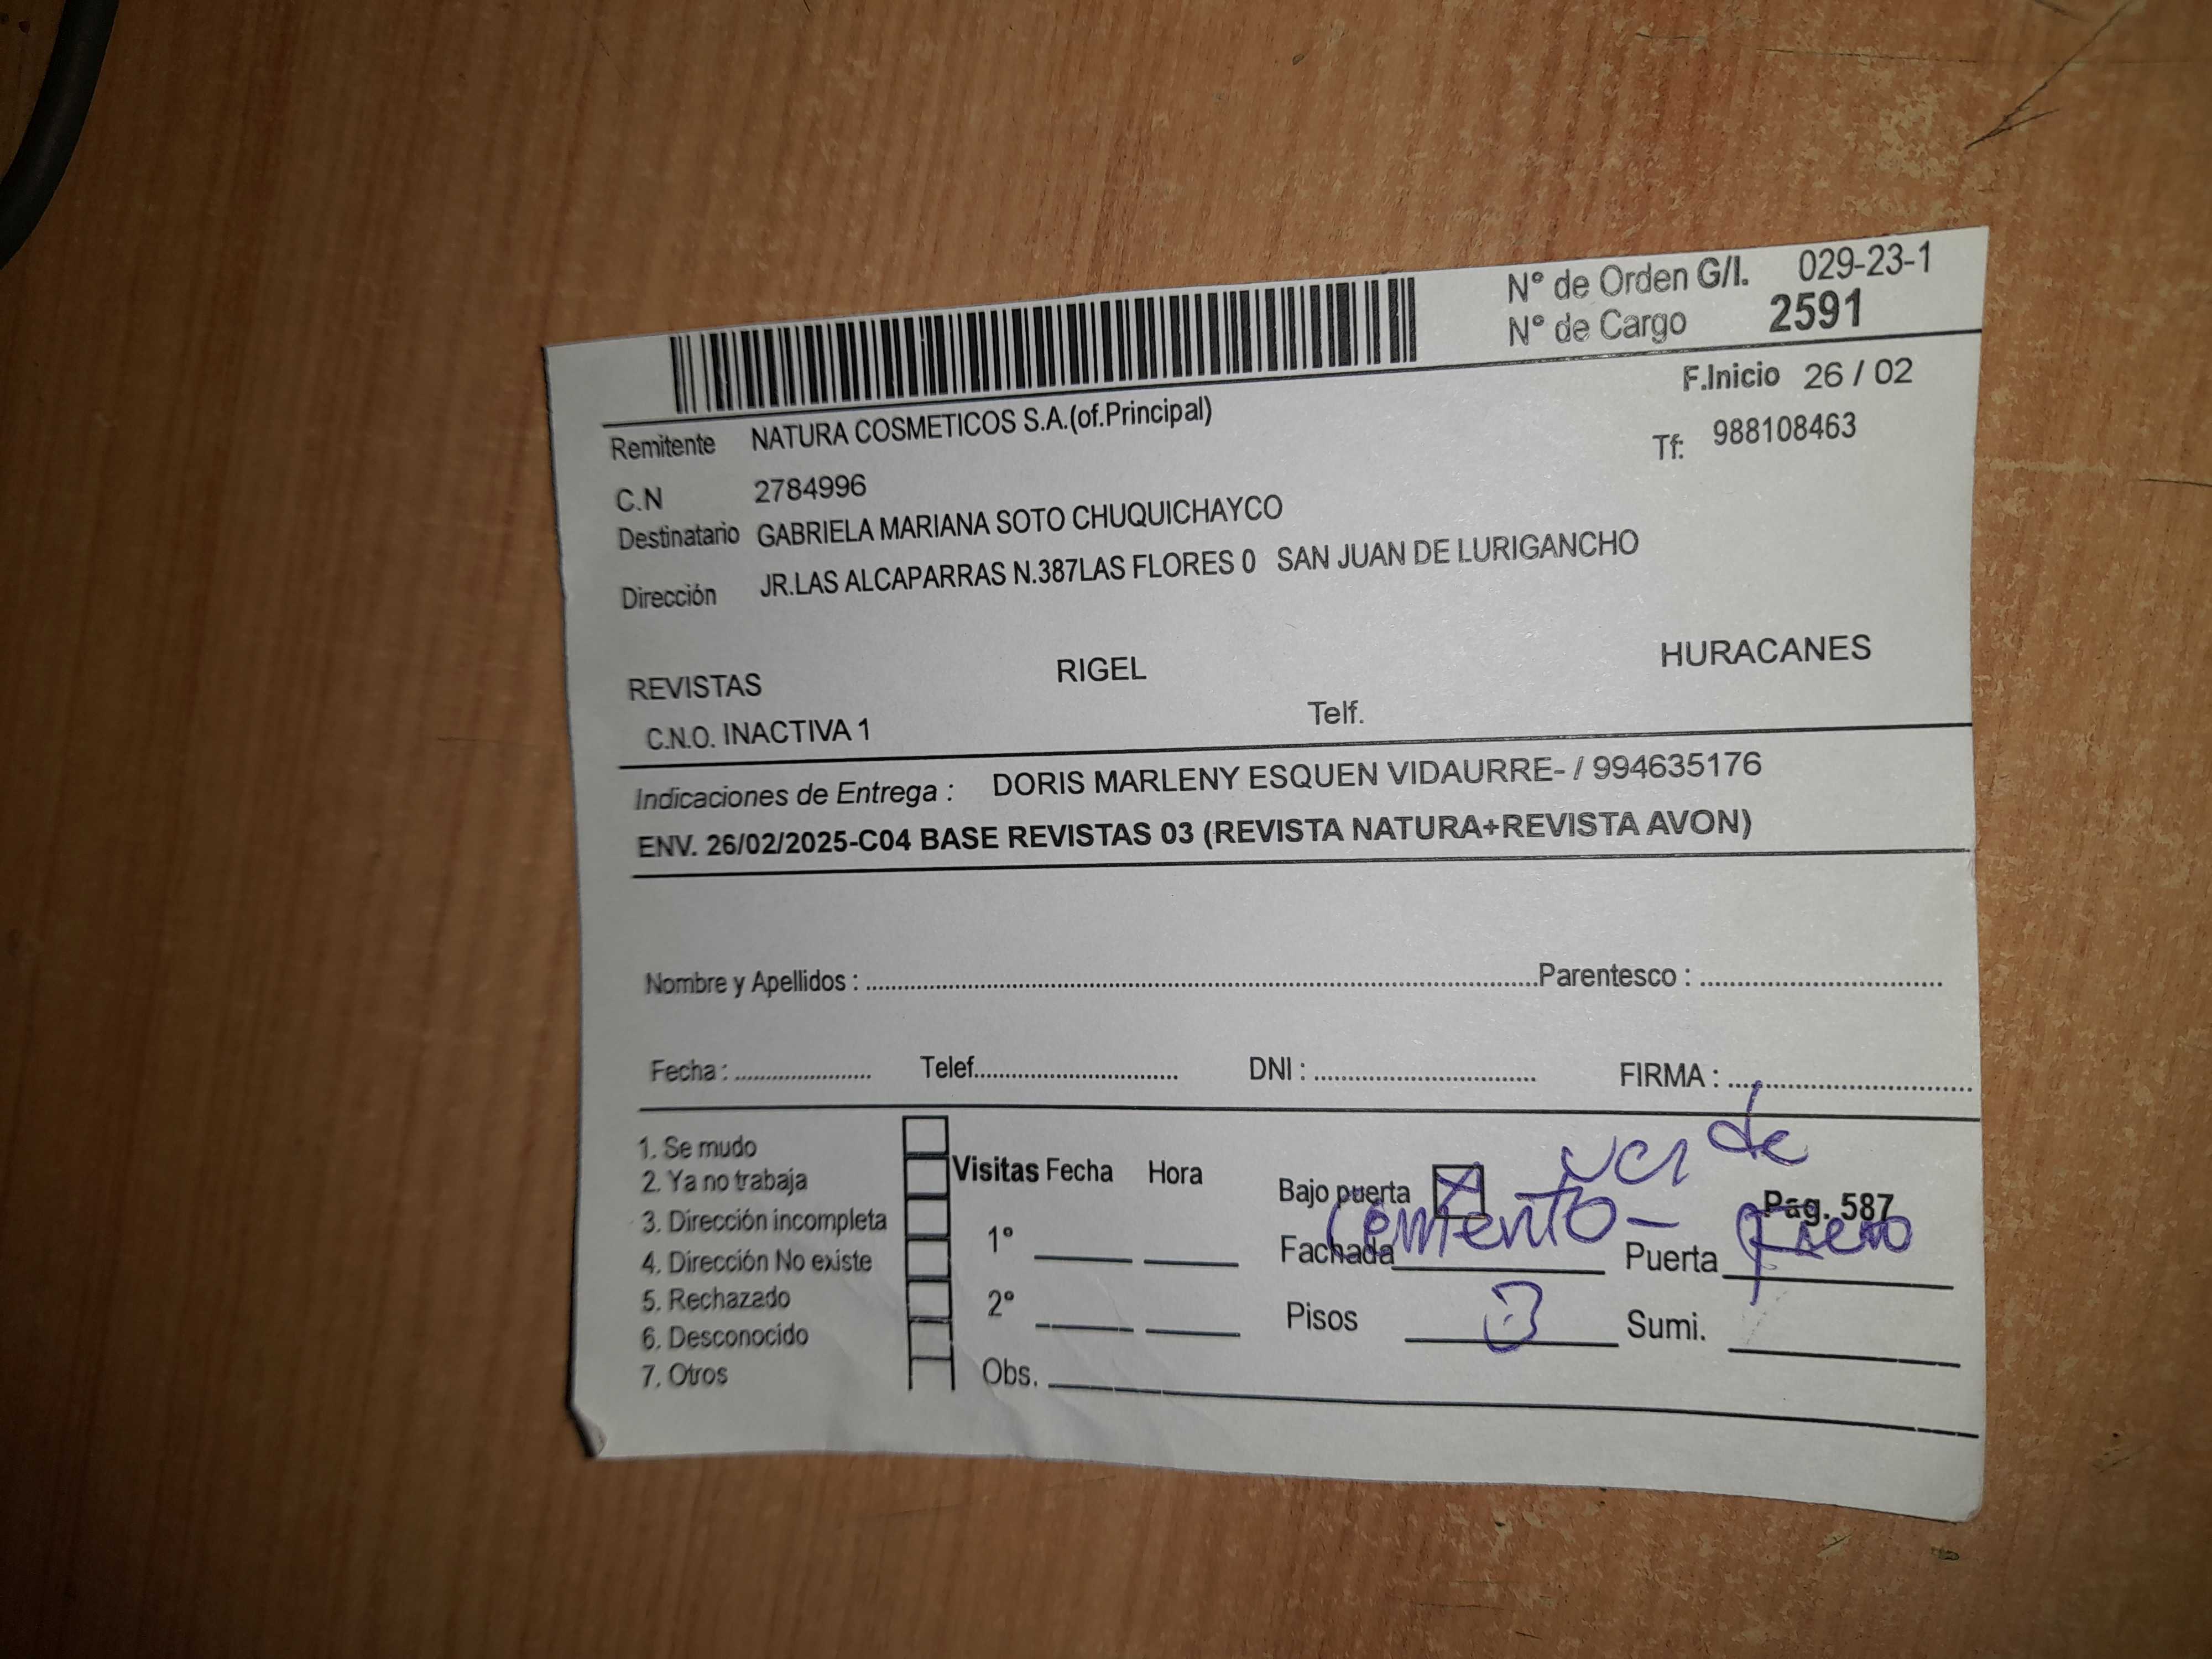 N° de Orden G/I. 029-23-1
N° de Cargo 2591
F.Inicio 26 / 02
Remitente NATURA COSMETICOS S.A.(of.Principal)
Tf: 988108463
C.N 2784996
Destinatario GABRIELA MARIANA SOTO CHUQUICHAYCO
Dirección JR.LAS ALCAPARRAS N.387LAS FLORES 0 SAN JUAN DE LURIGANCHO
REVISTAS RIGEL HURACANES
C.N.O. INACTIVA 1 Telf.
Indicaciones de Entrega : DORIS MARLENY ESQUEN VIDAURRE- / 994635176
ENV. 26/02/2025-C04 BASE REVISTAS 03 (REVISTA NATURA+REVISTA AVON)
Nombre y Apellidos : Parentesco :
Fecha : Telef. DNI : FIRMA :
1. Se mudo
2. Ya no trabaja
3. Dirección incompleta
4. Dirección No existe
5. Rechazado
6. Desconocido
7. Otros
Visitas Fecha Hora
1°
2°
Obs.
verde
Bajo puerta X Pag. 587
Fachada cemento - Puerta fierro
Pisos 3 Sumi.